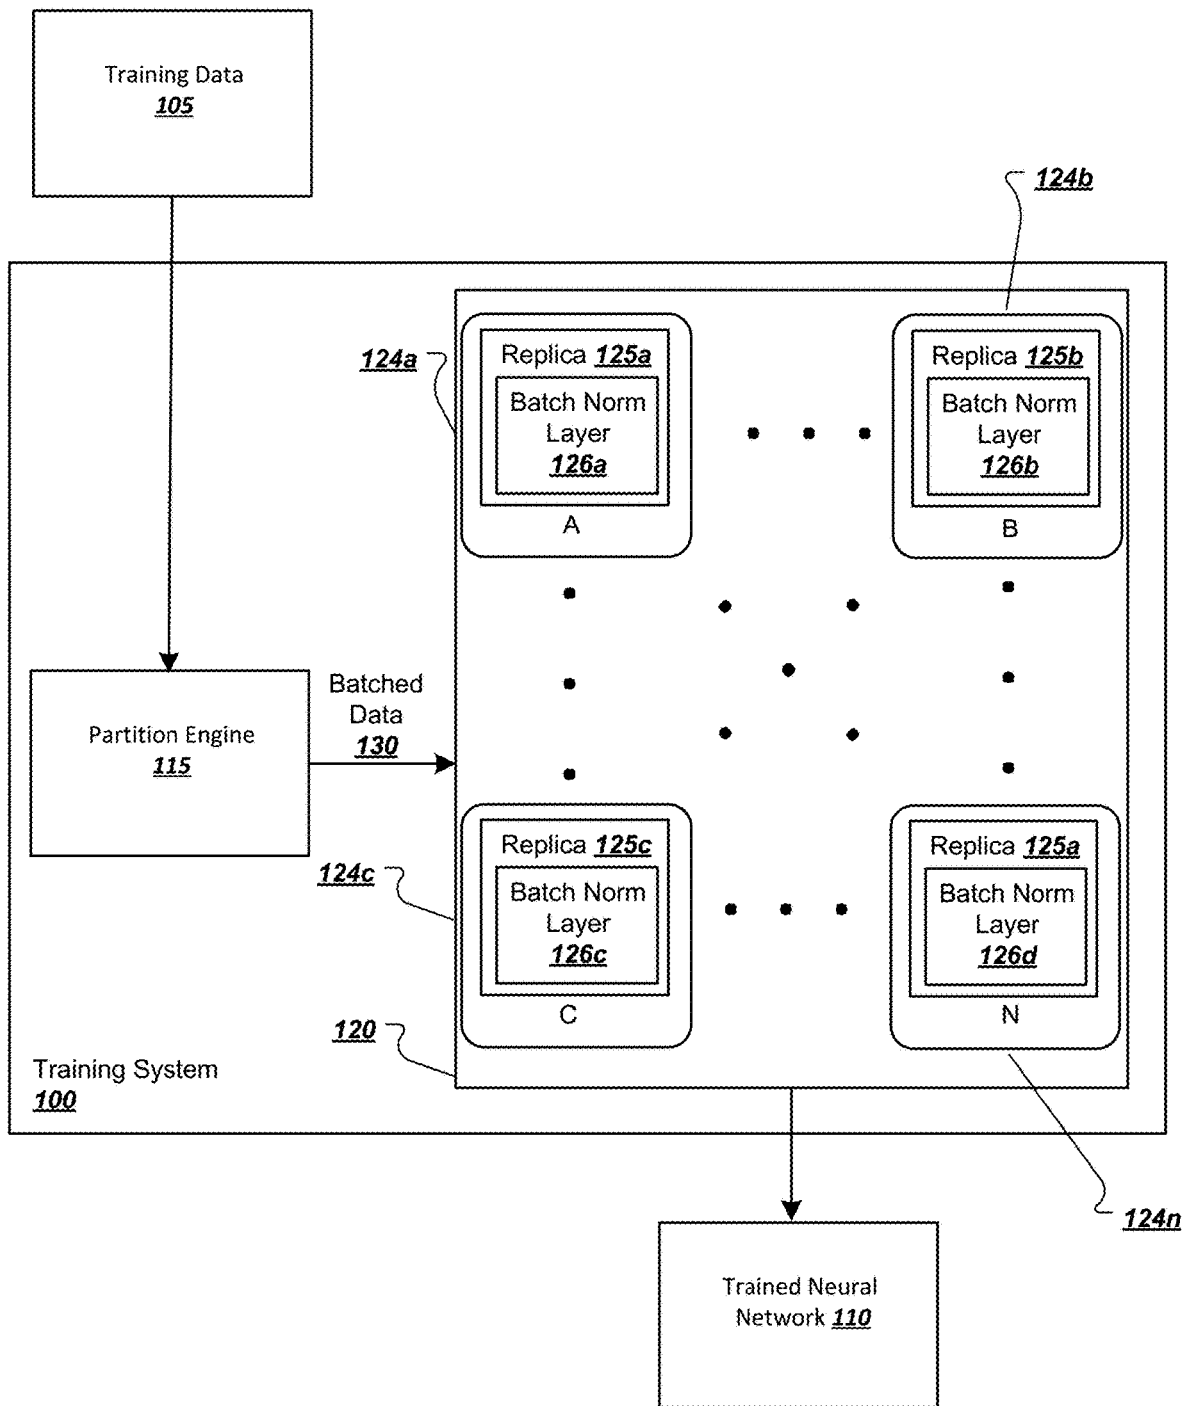 Training Data
105
124b
124a
Replica 125a
Batch Norm
Layer
126a
A
Replica 125b
Batch Norm
Layer
126b
B
Batched
Data
130
Partition Engine
115
124c
Replica 125c
Batch Norm
Layer
126c
C
Replica 125a
Batch Norm
Layer
126d
N
120
Training System
100
124n
Trained Neural
Network 110